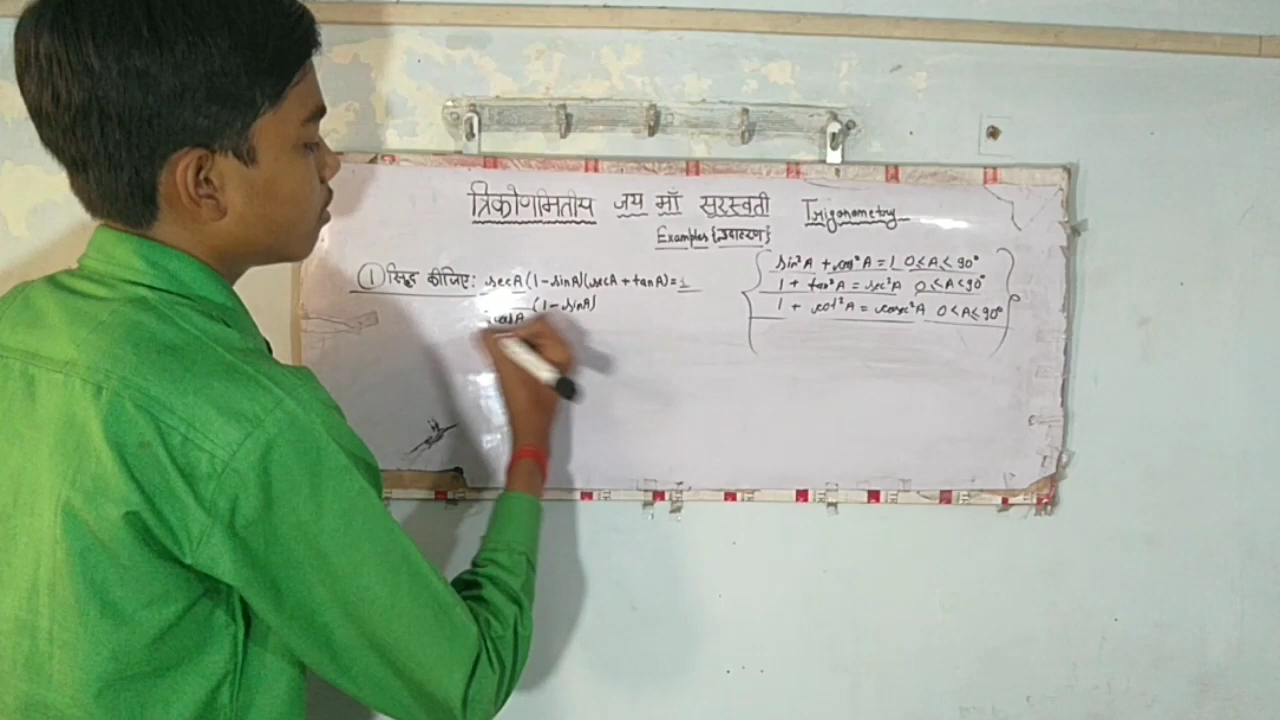 त्रिकोणमितीय जय माँ सुरस्वती Trigonometry
Examples {उदाहरण}
① सिद्ध कीजिए: secA (1-sinA)(secA + tanA)=1
cosA (1-sinA)
sin²A + cos²A = 1 0≤A≤90°
1 + tan²A = sec²A 0≤A<90°
1 + cot²A = cosec²A 0<A≤90°